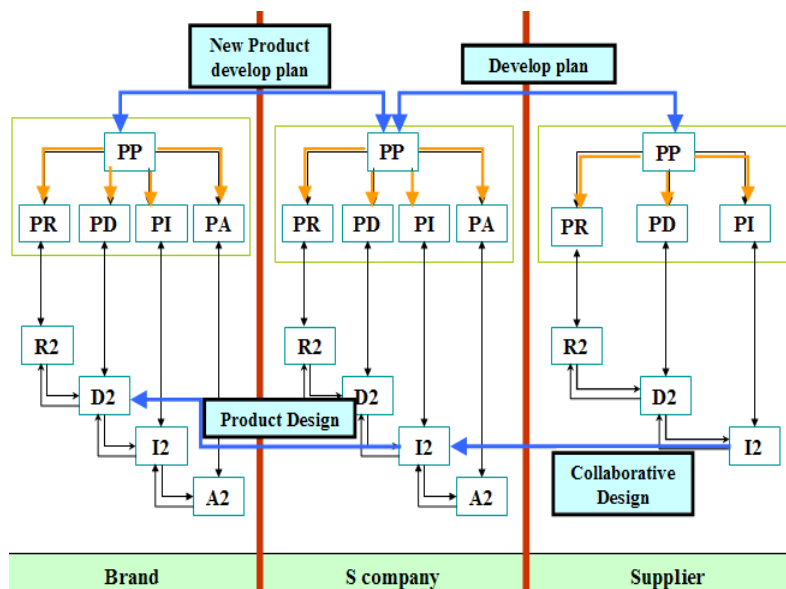 New Product
develop plan
Develop plan
PP
PP
PP
PR
PD
PI
PA
PR
PD
PI
PA
PR
PD
PI
R2
R2
R2
D2
D2
D2
Product Design
I2
I2
I2
Collaborative
Design
A2
A2
Brand
S company
Supplier